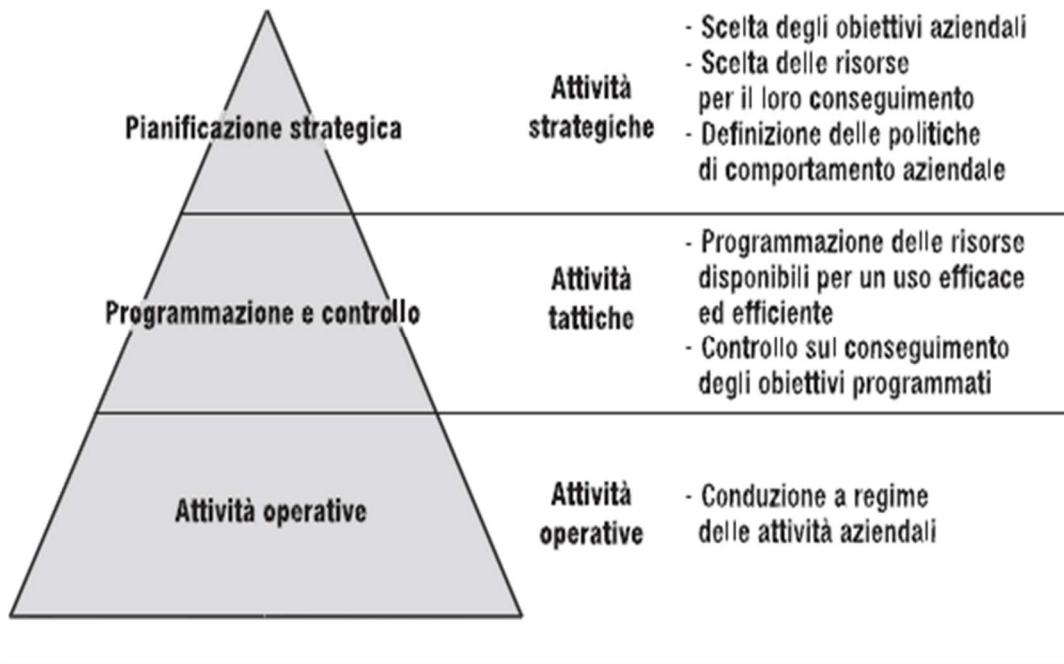 Pianificazione strategica
Attività
strategiche
- Scelta degli obiettivi aziendali
- Scelta delle risorse
per il loro conseguimento
- Definizione delle politiche
di comportamento aziendale
Programmazione e controllo
Attività
tattiche
- Programmazione delle risorse
disponibili per un uso efficace
ed efficiente
- Controllo sul conseguimento
degli obiettivi programmati
Attività operative
Attività
operative
- Conduzione a regime
delle attività aziendali